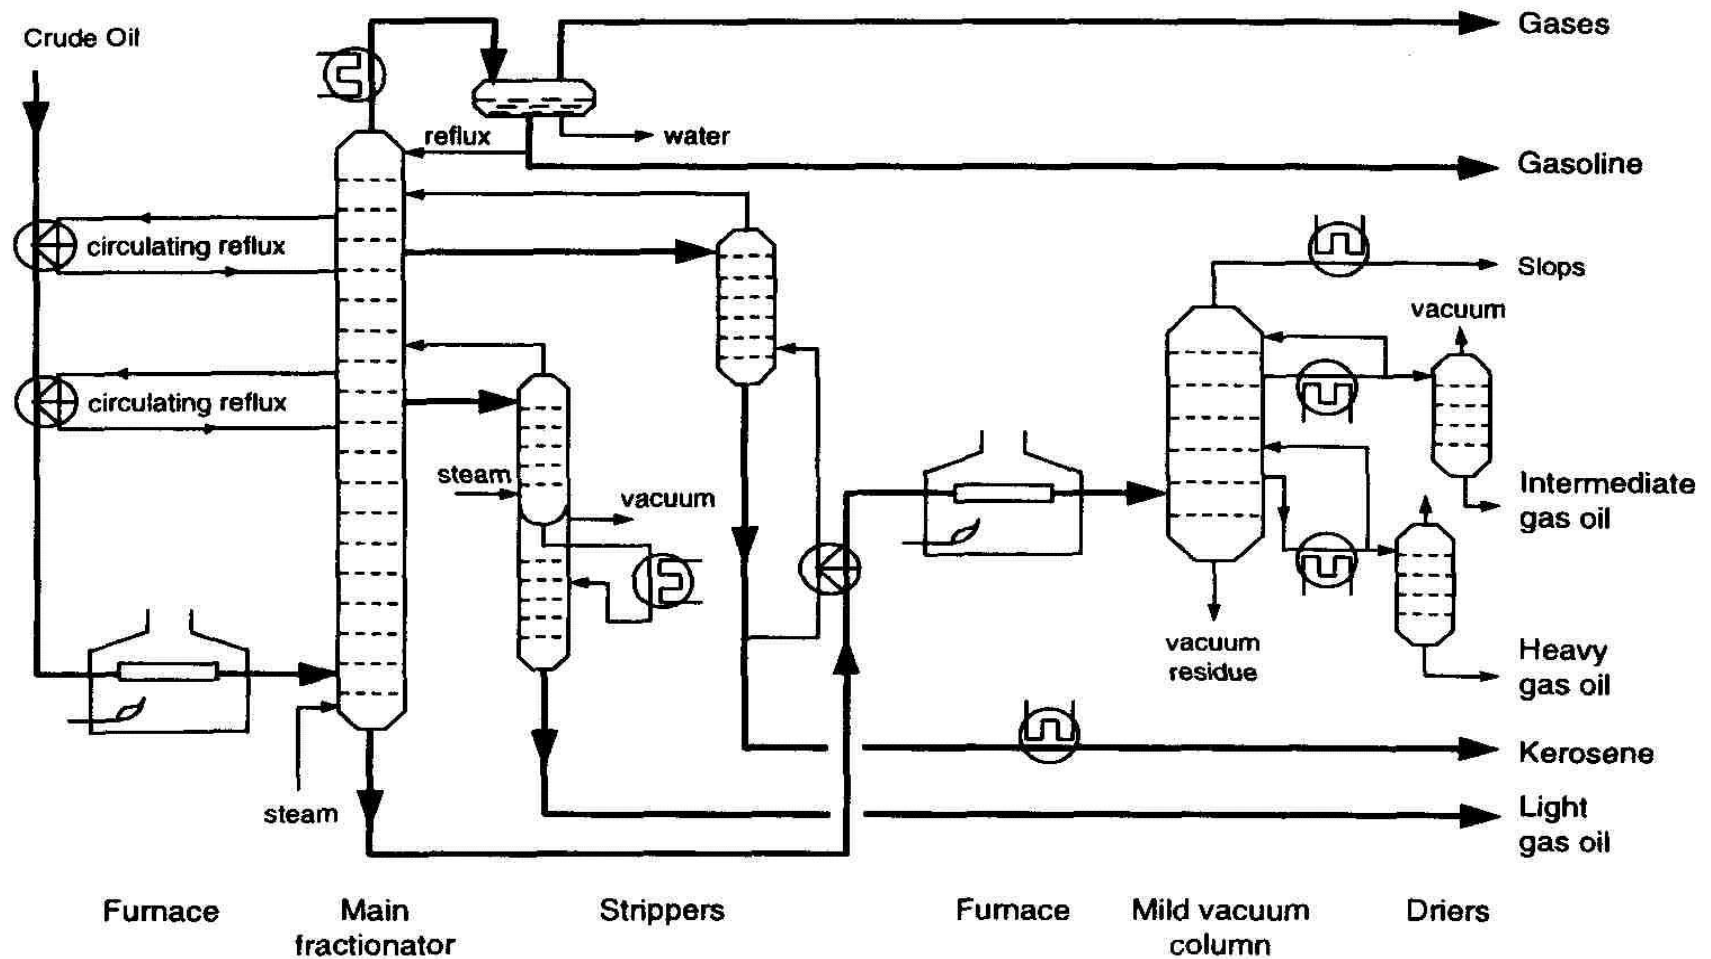 Crude Oil
Gases
reflux
water
Gasoline
circulating reflux
Slops
vacuum
circulating reflux
steam
vacuum
Intermediate
gas oil
vacuum
residue
Heavy
gas oil
Kerosene
steam
Light
gas oil
Furnace
Main
fractionator
Strippers
Furnace
Mild vacuum
column
Driers